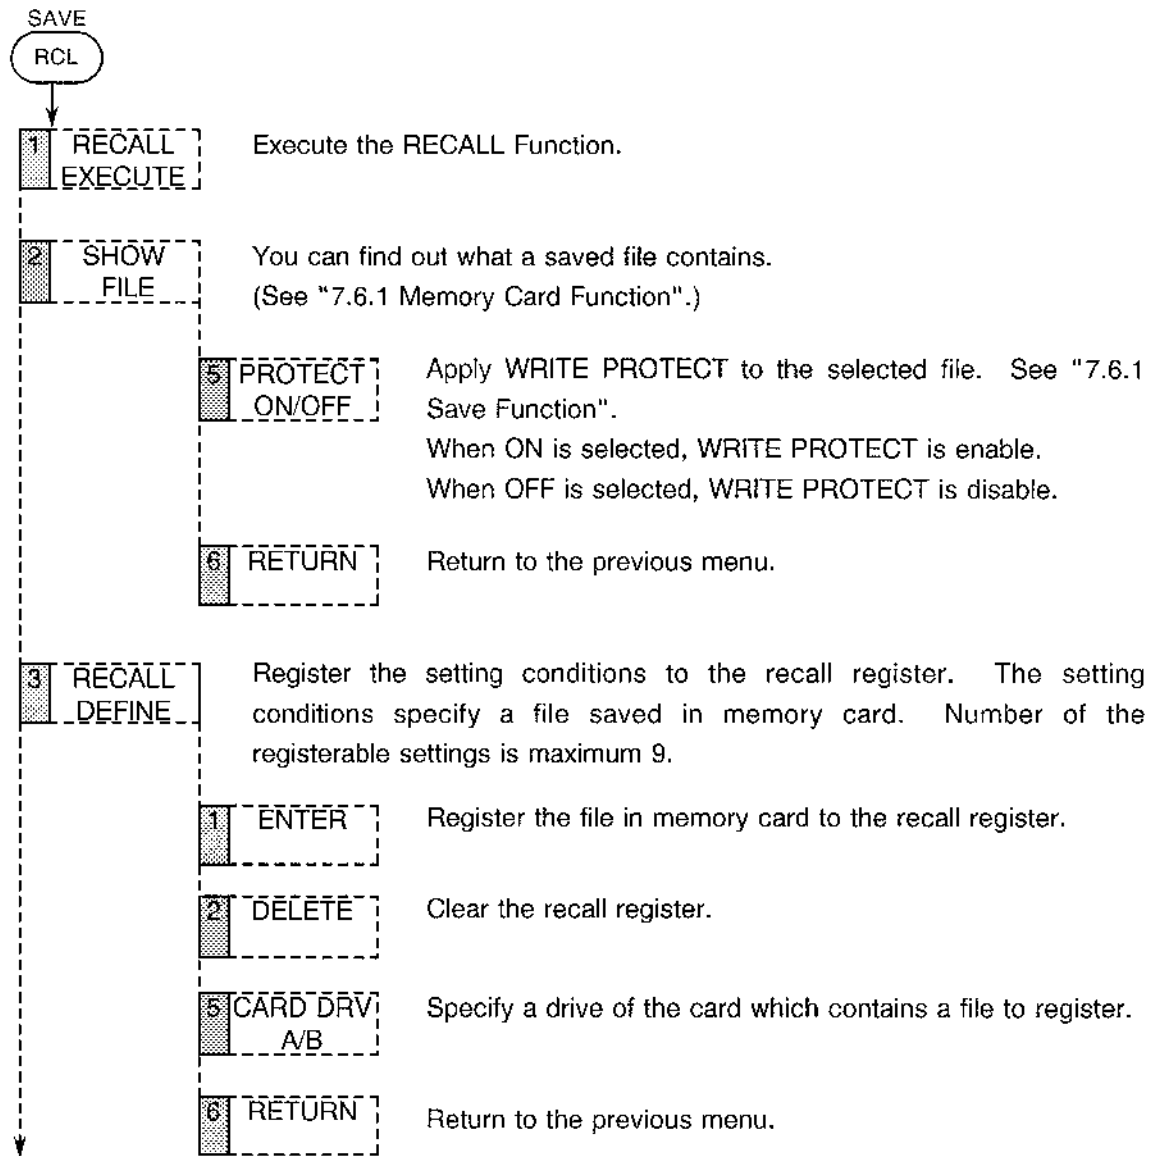 SAVE
RCL
1 RECALL
EXECUTE
Execute the RECALL Function.
2 SHOW
FILE
You can find out what a saved file contains.
(See "7.6.1 Memory Card Function".)
5 PROTECT
ON/OFF
Apply WRITE PROTECT to the selected file. See "7.6.1
Save Function".
When ON is selected, WRITE PROTECT is enable.
When OFF is selected, WRITE PROTECT is disable.
6 RETURN
Return to the previous menu.
3 RECALL
DEFINE
Register the setting conditions to the recall register. The setting
conditions specify a file saved in memory card. Number of the
registerable settings is maximum 9.
1 ENTER
Register the file in memory card to the recall register.
2 DELETE
Clear the recall register.
5 CARD DRV
A/B
Specify a drive of the card which contains a file to register.
6 RETURN
Return to the previous menu.